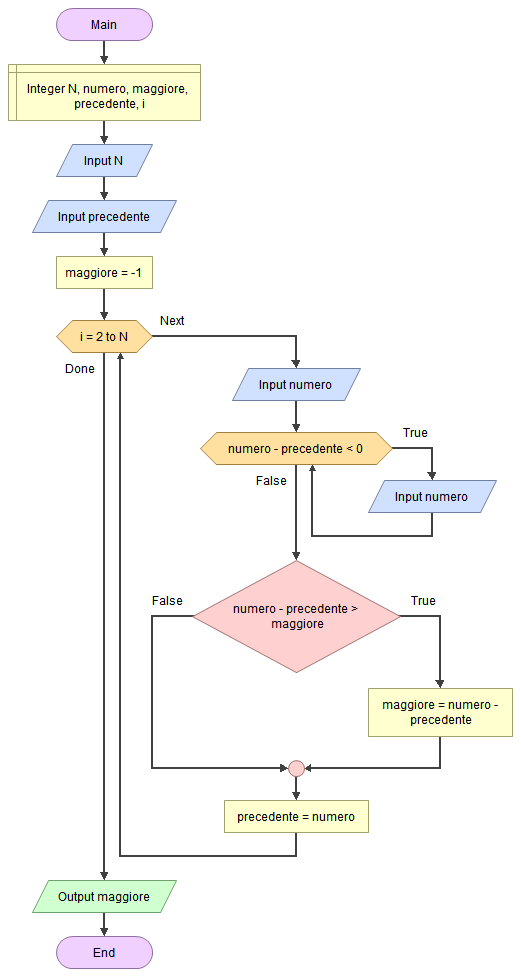 Main
Integer N, numero, maggiore,
precedente, i
Input N
Input precedente
maggiore = -1
i = 2 to N
Next
Done
Input numero
numero - precedente < 0
True
False
Input numero
numero - precedente >
maggiore
False
True
maggiore = numero -
precedente
precedente = numero
Output maggiore
End